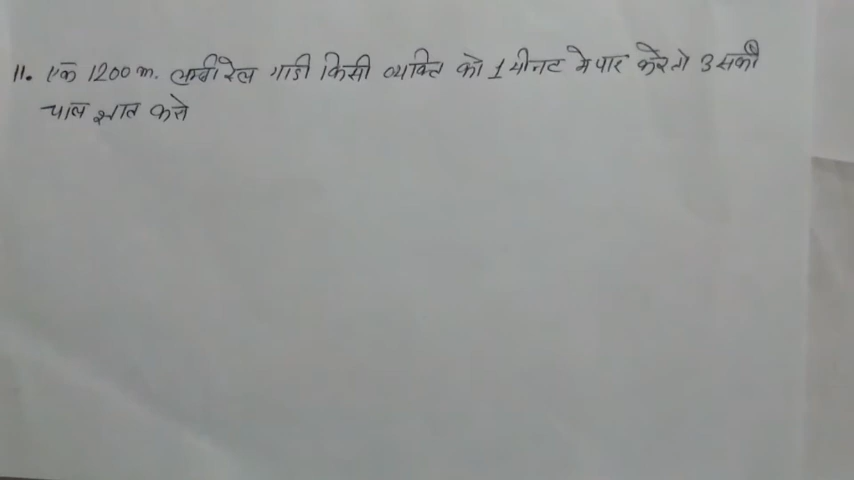 11. एक 1200 m. लम्बी रेल गाडी किसी व्यक्ति को 1 मीनट मे पार करे तो उसकी
चाल ज्ञात करो